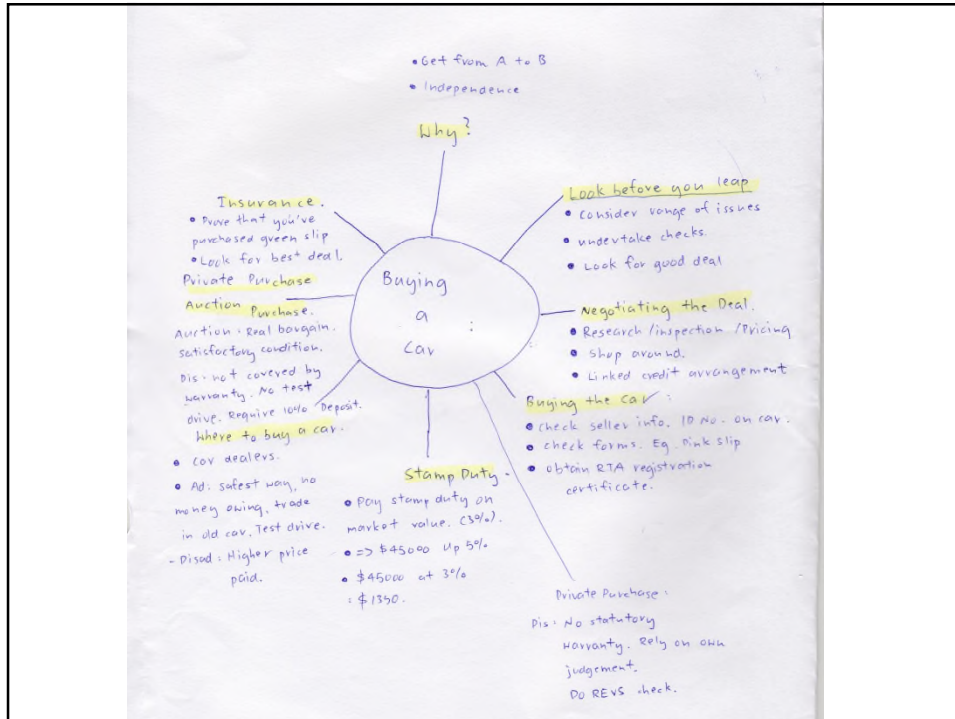 • Get from A to B
• Independence
Why?
Look before you leap
• Consider range of issues
• undertake checks.
• Look for good deal
Negotiating the Deal.
• Research / inspection / Pricing
• Shop around.
• Linked credit arrangement
Buying the Car :
• check seller info. ID No. on car.
• check forms. Eg. Pink Slip
• obtain RTA registration
certificate.
Private Purchase :
Dis: No statutory
warranty. Rely on own
judgement.
Do REVS check.
Stamp Duty -
• Pay stamp duty on
market value. (3%).
• => $45000 Up 5%
• $45000 at 3%
= $1350.
Where to buy a car.
• car dealers.
• Ad: safest way, no
money owing, trade
in old car. Test drive.
- Disad: Higher price
paid.
Private Purchase
Auction Purchase.
Auction: Real bargain.
satisfactory condition.
Dis: not covered by
warranty. No test
drive. Require 10% Deposit.
Insurance.
• Prove that you've
purchased green slip
• Look for best deal.
Buying
a
Car :